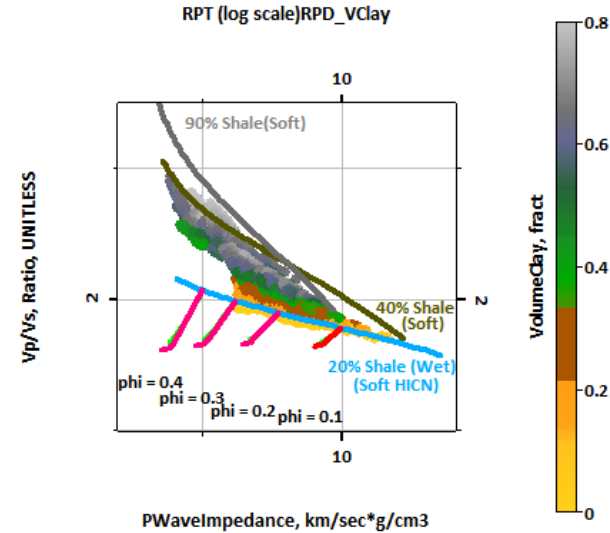 RPT (log scale)RPD_VClay
10
90% Shale(Soft)
Vp/Vs, Ratio, UNITLESS
2
2
40% Shale
(Soft)
20% Shale (Wet)
(Soft HICN)
phi = 0.4
phi = 0.3
phi = 0.2
phi = 0.1
10
PWaveImpedance, km/sec*g/cm3
0.8
0.6
0.4
0.2
0
VolumeClay, fract